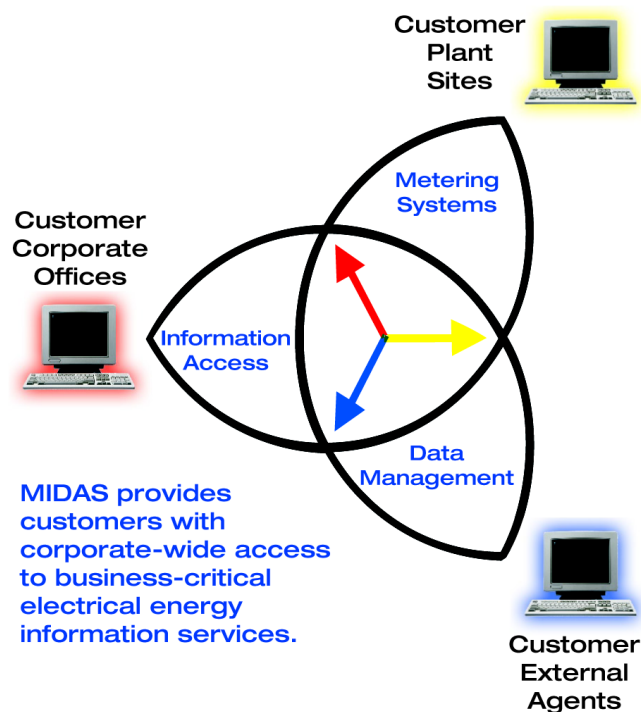 Customer
Plant
Sites
Metering
Systems
Customer
Corporate
Offices
Information
Access
Data
Management
MIDAS provides
customers with
corporate-wide access
to business-critical
electrical energy
information services.
Customer
External
Agents